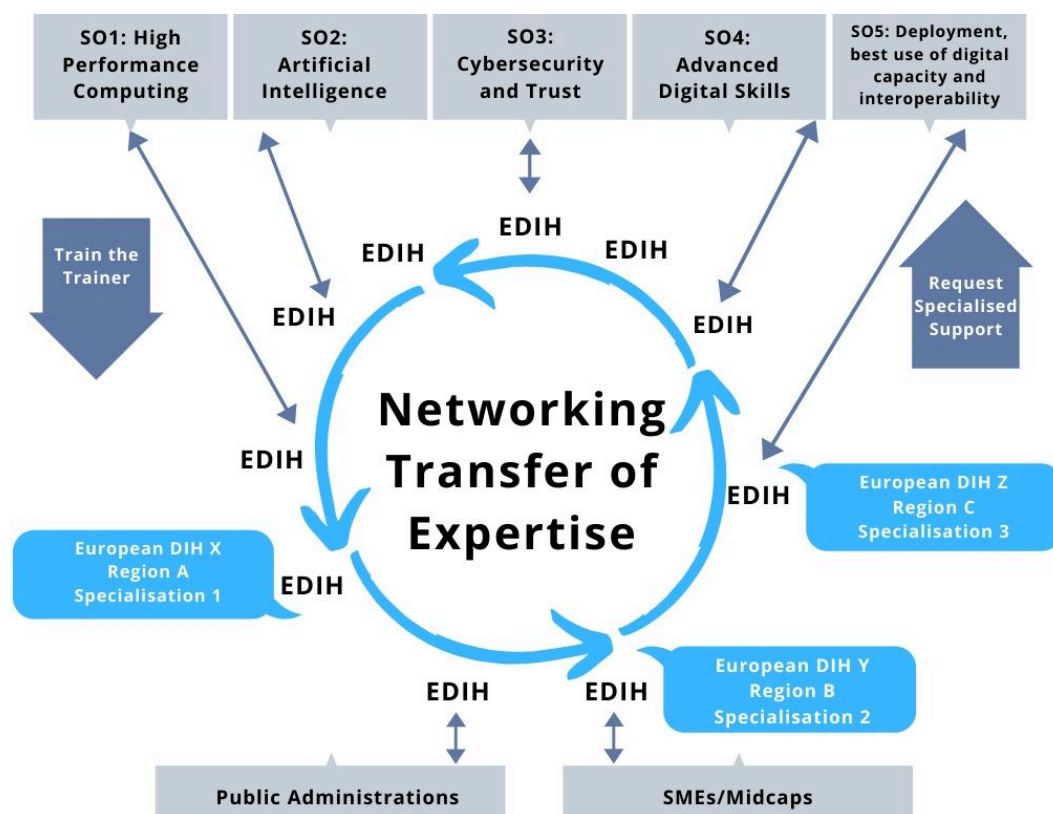 SO1: High
Performance
Computing
SO2:
Artificial
Intelligence
SO3:
Cybersecurity
and Trust
SO4:
Advanced
Digital Skills
SO5: Deployment,
best use of digital
capacity and
interoperability
Train the
Trainer
Request
Specialised
Support
EDIH
EDIH
EDIH
EDIH
EDIH
EDIH
EDIH
EDIH
EDIH
EDIH
Networking
Transfer of
Expertise
European DIH X
Region A
Specialisation 1
European DIH Z
Region C
Specialisation 3
European DIH Y
Region B
Specialisation 2
Public Administrations
SMEs/Midcaps